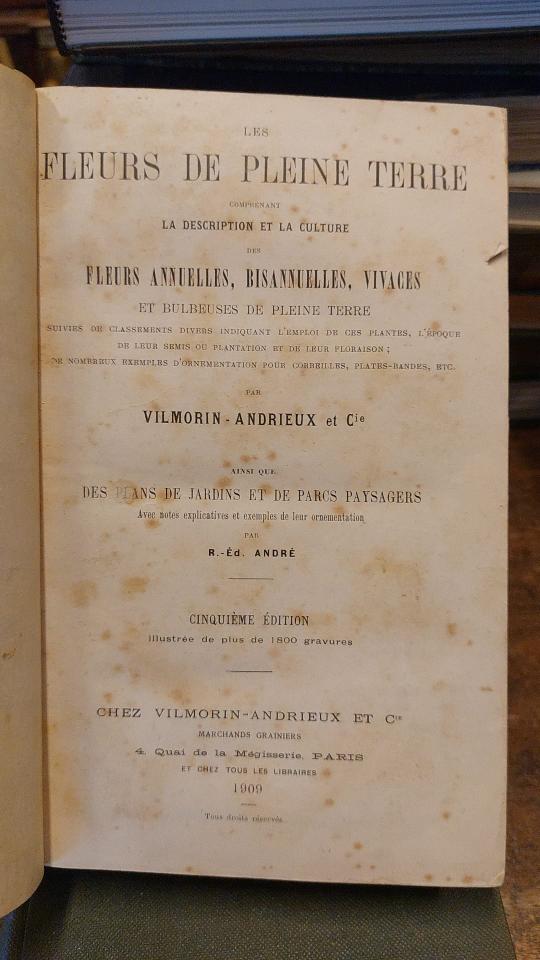 LES
FLEURS DE PLEINE TERRE
COMPRENANT
LA DESCRIPTION ET LA CULTURE
DES
FLEURS ANNUELLES, BISANNUELLES, VIVACES
ET BULBEUSES DE PLEINE TERRE
SUIVIES DE CLASSEMENTS DIVERS INDIQUANT L'EMPLOI DE CES PLANTES, L'ÉPOQUE
DE LEUR SEMIS OU PLANTATION ET DE LEUR FLORAISON ;
DE NOMBREUX EXEMPLES D'ORNEMENTATION POUR CORBEILLES, PLATES-BANDES, ETC.
PAR
VILMORIN-ANDRIEUX et Cie
AINSI QUE
DES PLANS DE JARDINS ET DE PARCS PAYSAGERS
Avec notes explicatives et exemples de leur ornementation
PAR
R.-Éd. ANDRÉ
CINQUIÈME ÉDITION
illustrée de plus de 1800 gravures
CHEZ VILMORIN-ANDRIEUX ET Cie
MARCHANDS GRAINIERS
4, Quai de la Mégisserie, PARIS
ET CHEZ TOUS LES LIBRAIRES
1909
Tous droits réservés